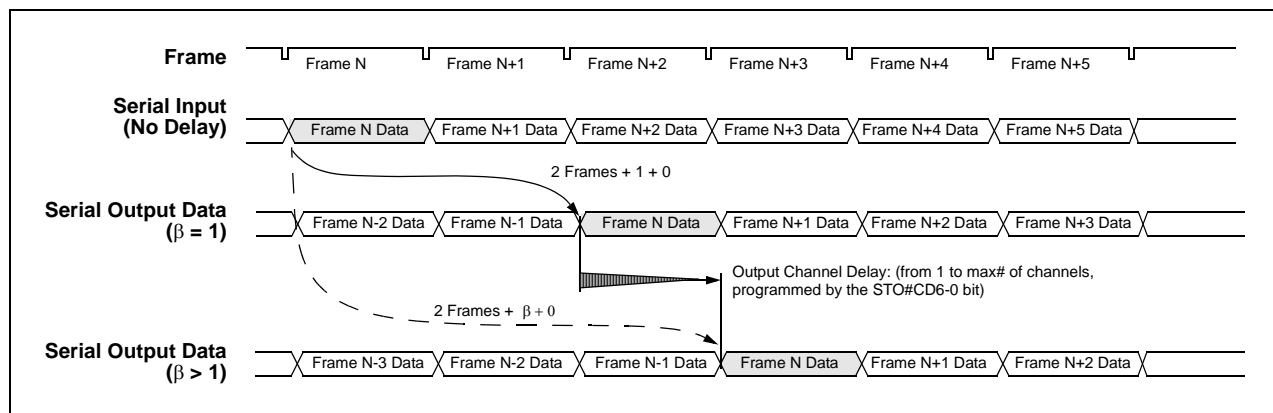 Frame
Frame N
Frame N+1
Frame N+2
Frame N+3
Frame N+4
Frame N+5
Serial Input
(No Delay)
Frame N Data
Frame N+1 Data
Frame N+2 Data
Frame N+3 Data
Frame N+4 Data
Frame N+5 Data
2 Frames + 1 + 0
Serial Output Data
(β = 1)
Frame N-2 Data
Frame N-1 Data
Frame N Data
Frame N+1 Data
Frame N+2 Data
Frame N+3 Data
Output Channel Delay: (from 1 to max# of channels,
programmed by the STO#CD6-0 bit)
2 Frames + β + 0
Serial Output Data
(β > 1)
Frame N-3 Data
Frame N-2 Data
Frame N-1 Data
Frame N Data
Frame N+1 Data
Frame N+2 Data